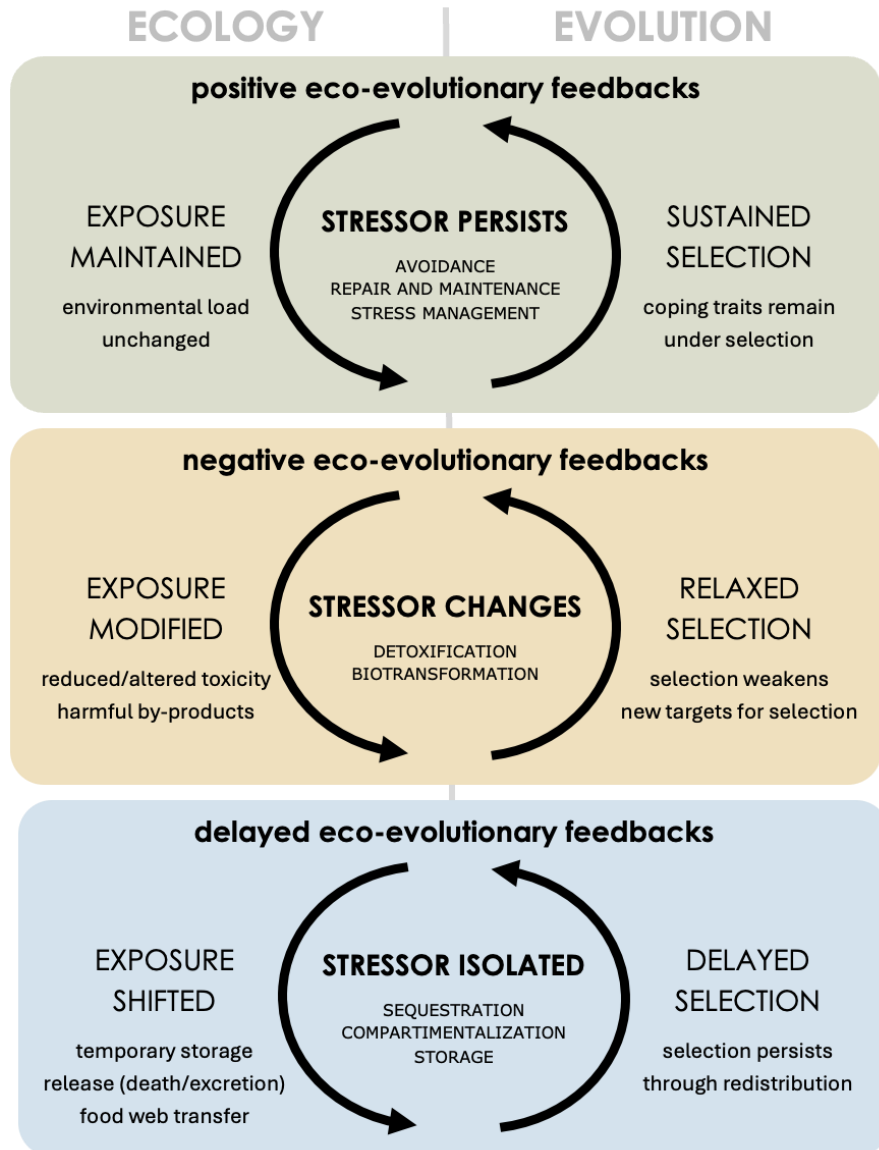 ECOLOGY
EVOLUTION
positive eco-evolutionary feedbacks
EXPOSURE
MAINTAINED
environmental load
unchanged
STRESSOR PERSISTS
AVOIDANCE
REPAIR AND MAINTENANCE
STRESS MANAGEMENT
SUSTAINED
SELECTION
coping traits remain
under selection
negative eco-evolutionary feedbacks
EXPOSURE
MODIFIED
reduced/altered toxicity
harmful by-products
STRESSOR CHANGES
DETOXIFICATION
BIOTRANSFORMATION
RELAXED
SELECTION
selection weakens
new targets for selection
delayed eco-evolutionary feedbacks
EXPOSURE
SHIFTED
temporary storage
release (death/excretion)
food web transfer
STRESSOR ISOLATED
SEQUESTRATION
COMPARTIMENTALIZATION
STORAGE
DELAYED
SELECTION
selection persists
through redistribution